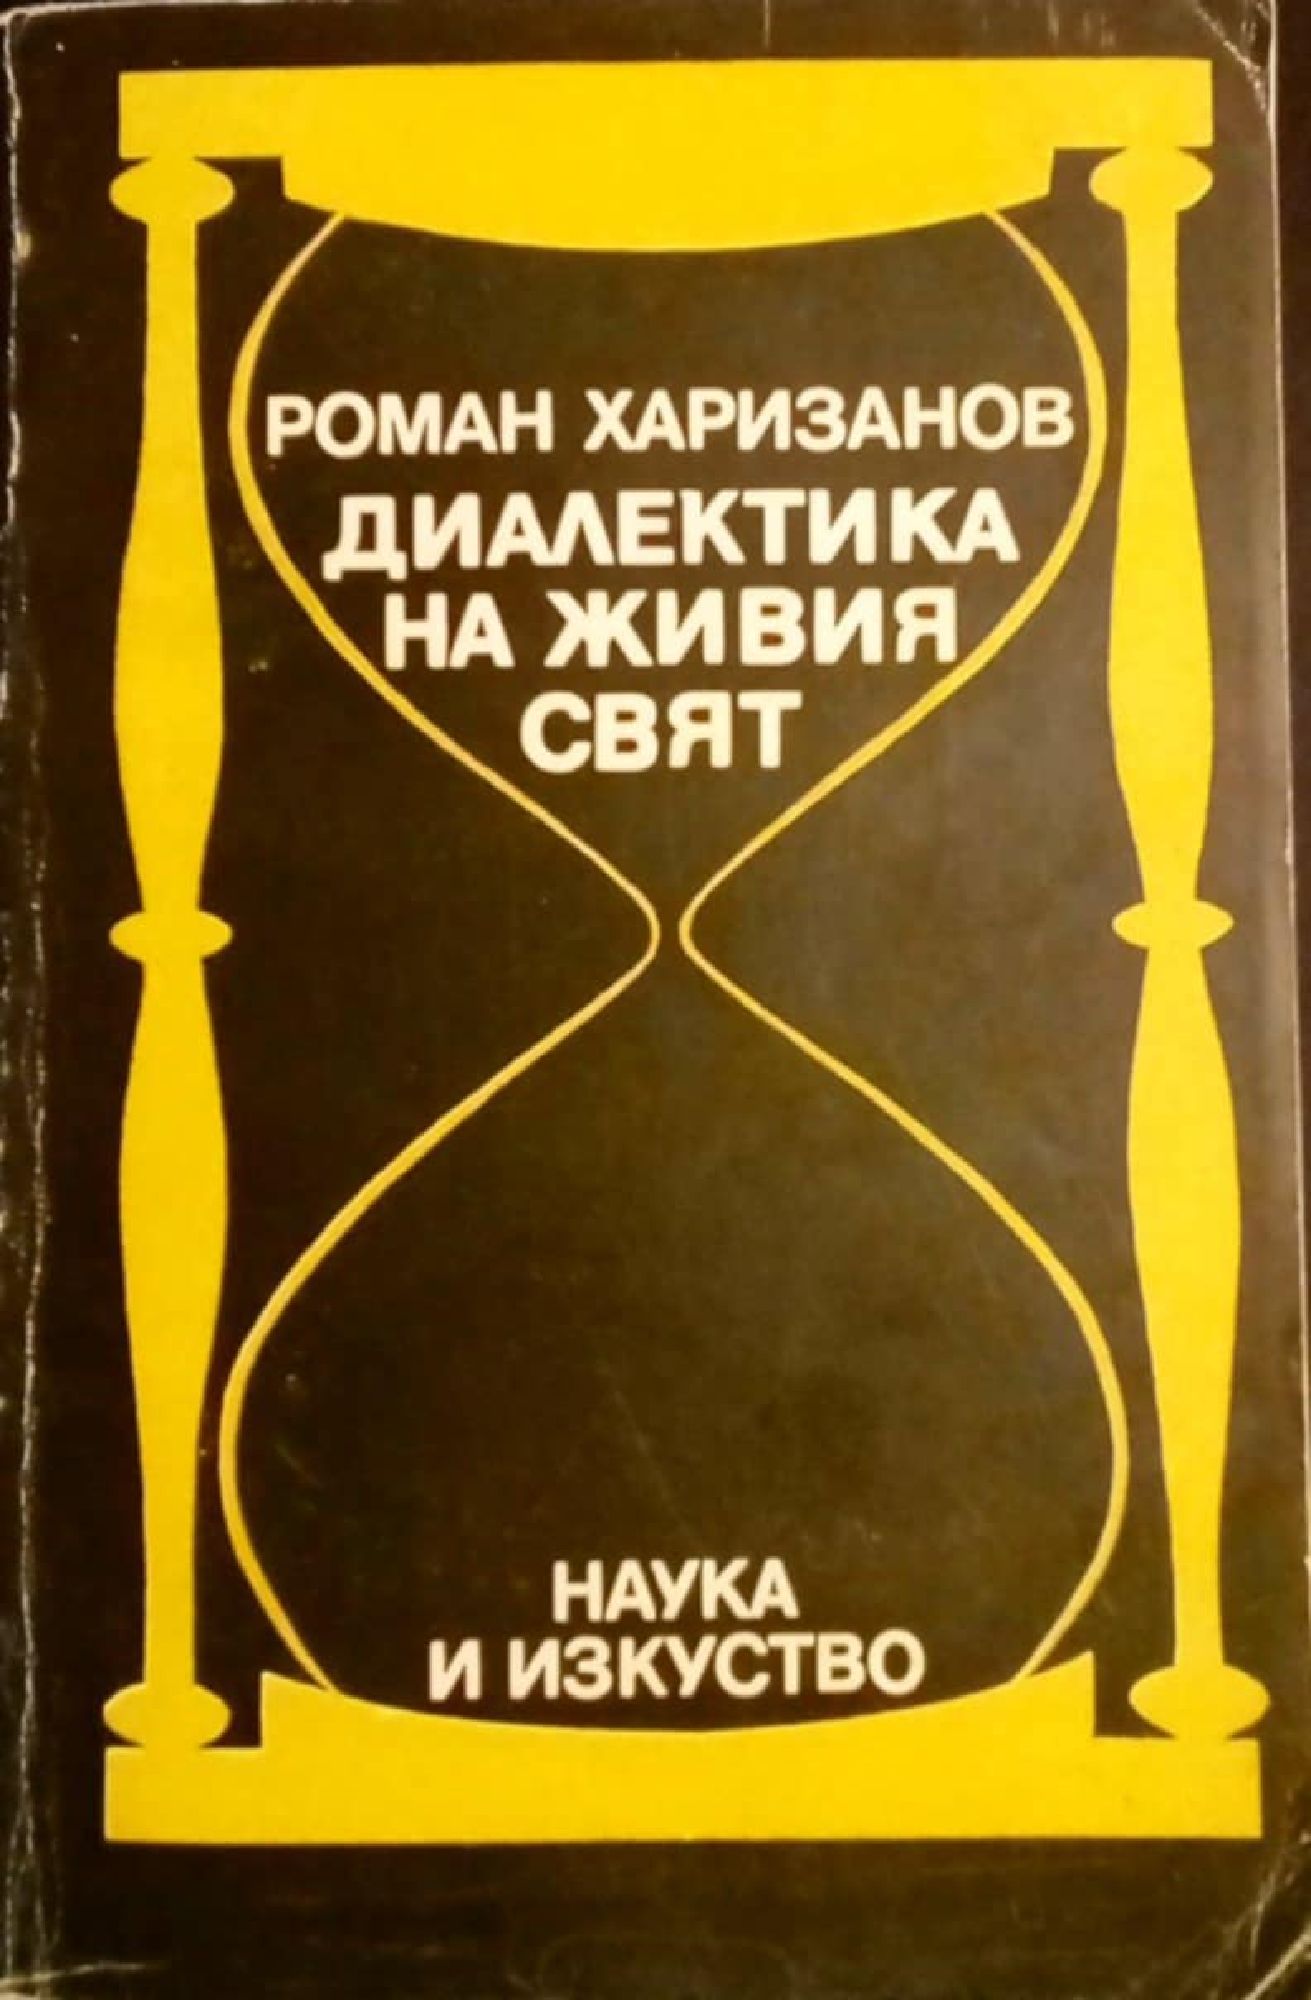 РОМАН ХАРИЗАНОВ
ДИАЛЕКТИКА
НА ЖИВИЯ
СВЯТ
НАУКА
И ИЗКУСТВО